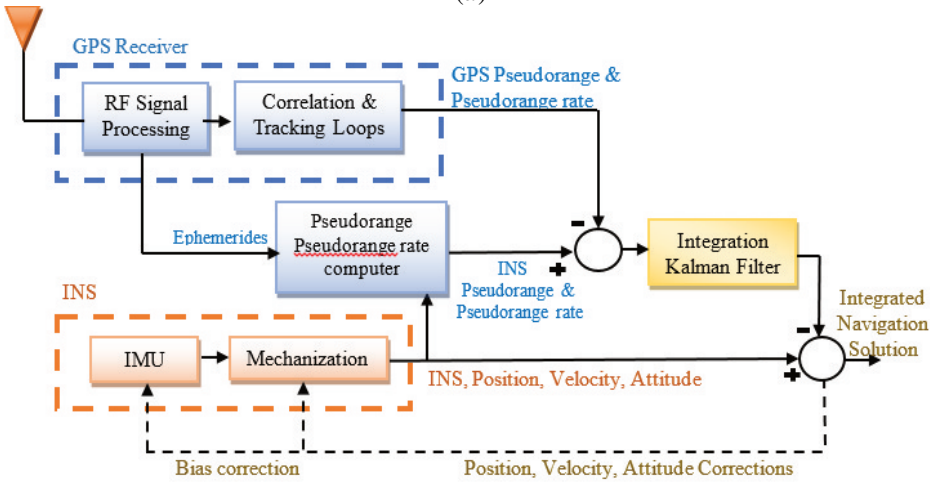 GPS Receiver
RF Signal
Processing
Correlation &
Tracking Loops
GPS Pseudorange &
Pseudorange rate
Ephemerides
Pseudorange
Pseudorange rate
computer
-
+
INS
Pseudorange &
Pseudorange rate
Integration
Kalman Filter
INS
IMU
Mechanization
INS, Position, Velocity, Attitude
-
+
Integrated
Navigation
Solution
Bias correction
Position, Velocity, Attitude Corrections